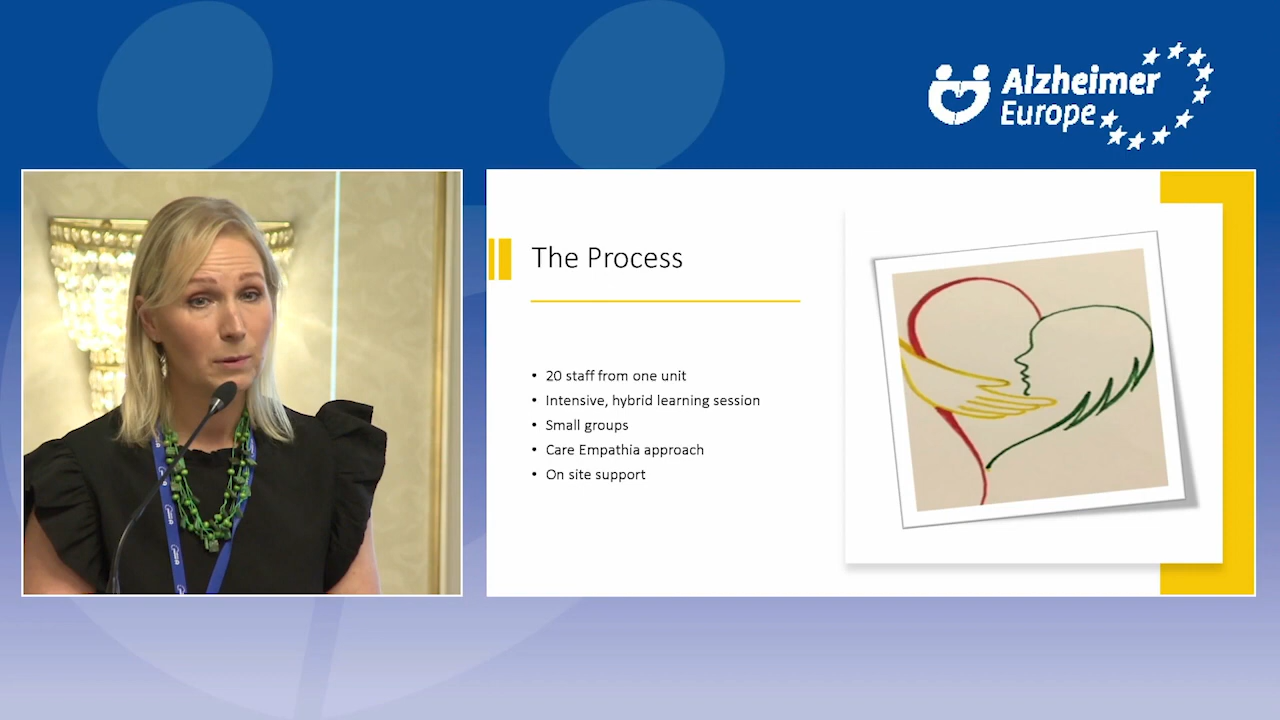 Alzheimer
Europe
The Process
• 20 staff from one unit
• Intensive, hybrid learning session
• Small groups
• Care Empathia approach
• On site support